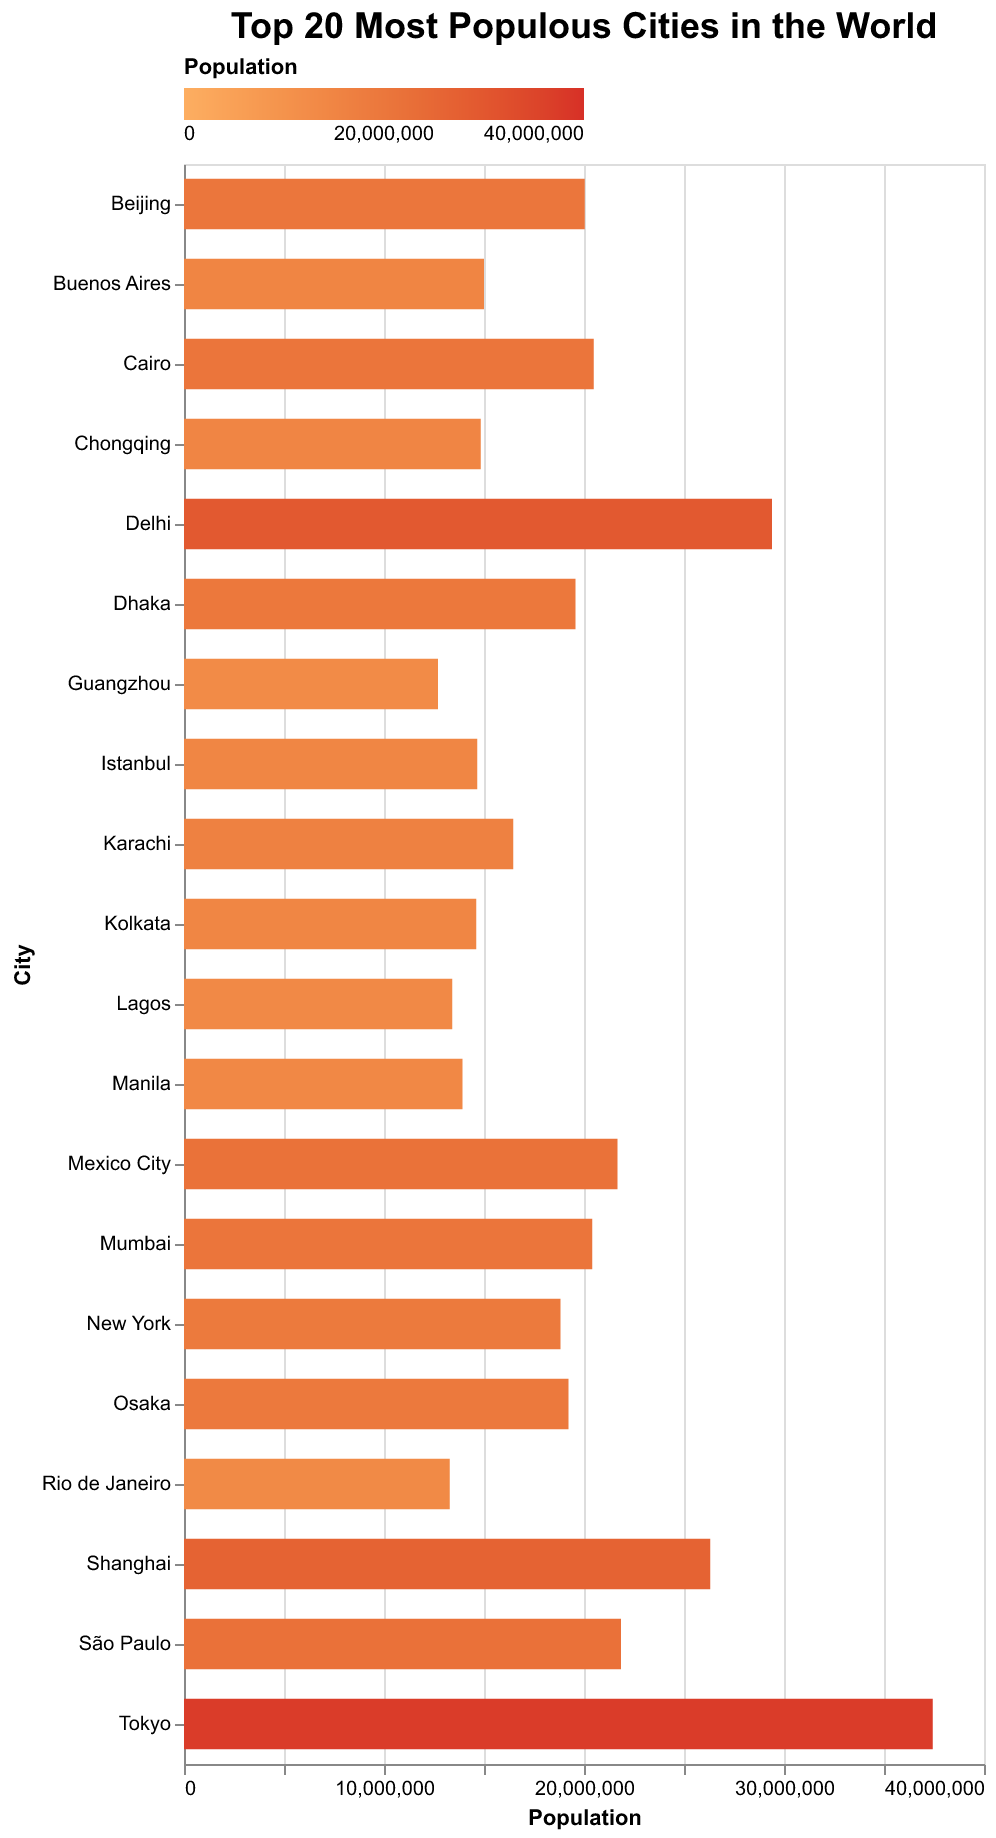 Top 20 Most Populous Cities in the World
Population
0 20,000,000 40,000,000
Beijing
Buenos Aires
Cairo
Chongqing
Delhi
Dhaka
Guangzhou
Istanbul
Karachi
Kolkata
Lagos
Manila
Mexico City
Mumbai
New York
Osaka
Rio de Janeiro
Shanghai
São Paulo
Tokyo
City
0 10,000,000 20,000,000 30,000,000 40,000,000
Population